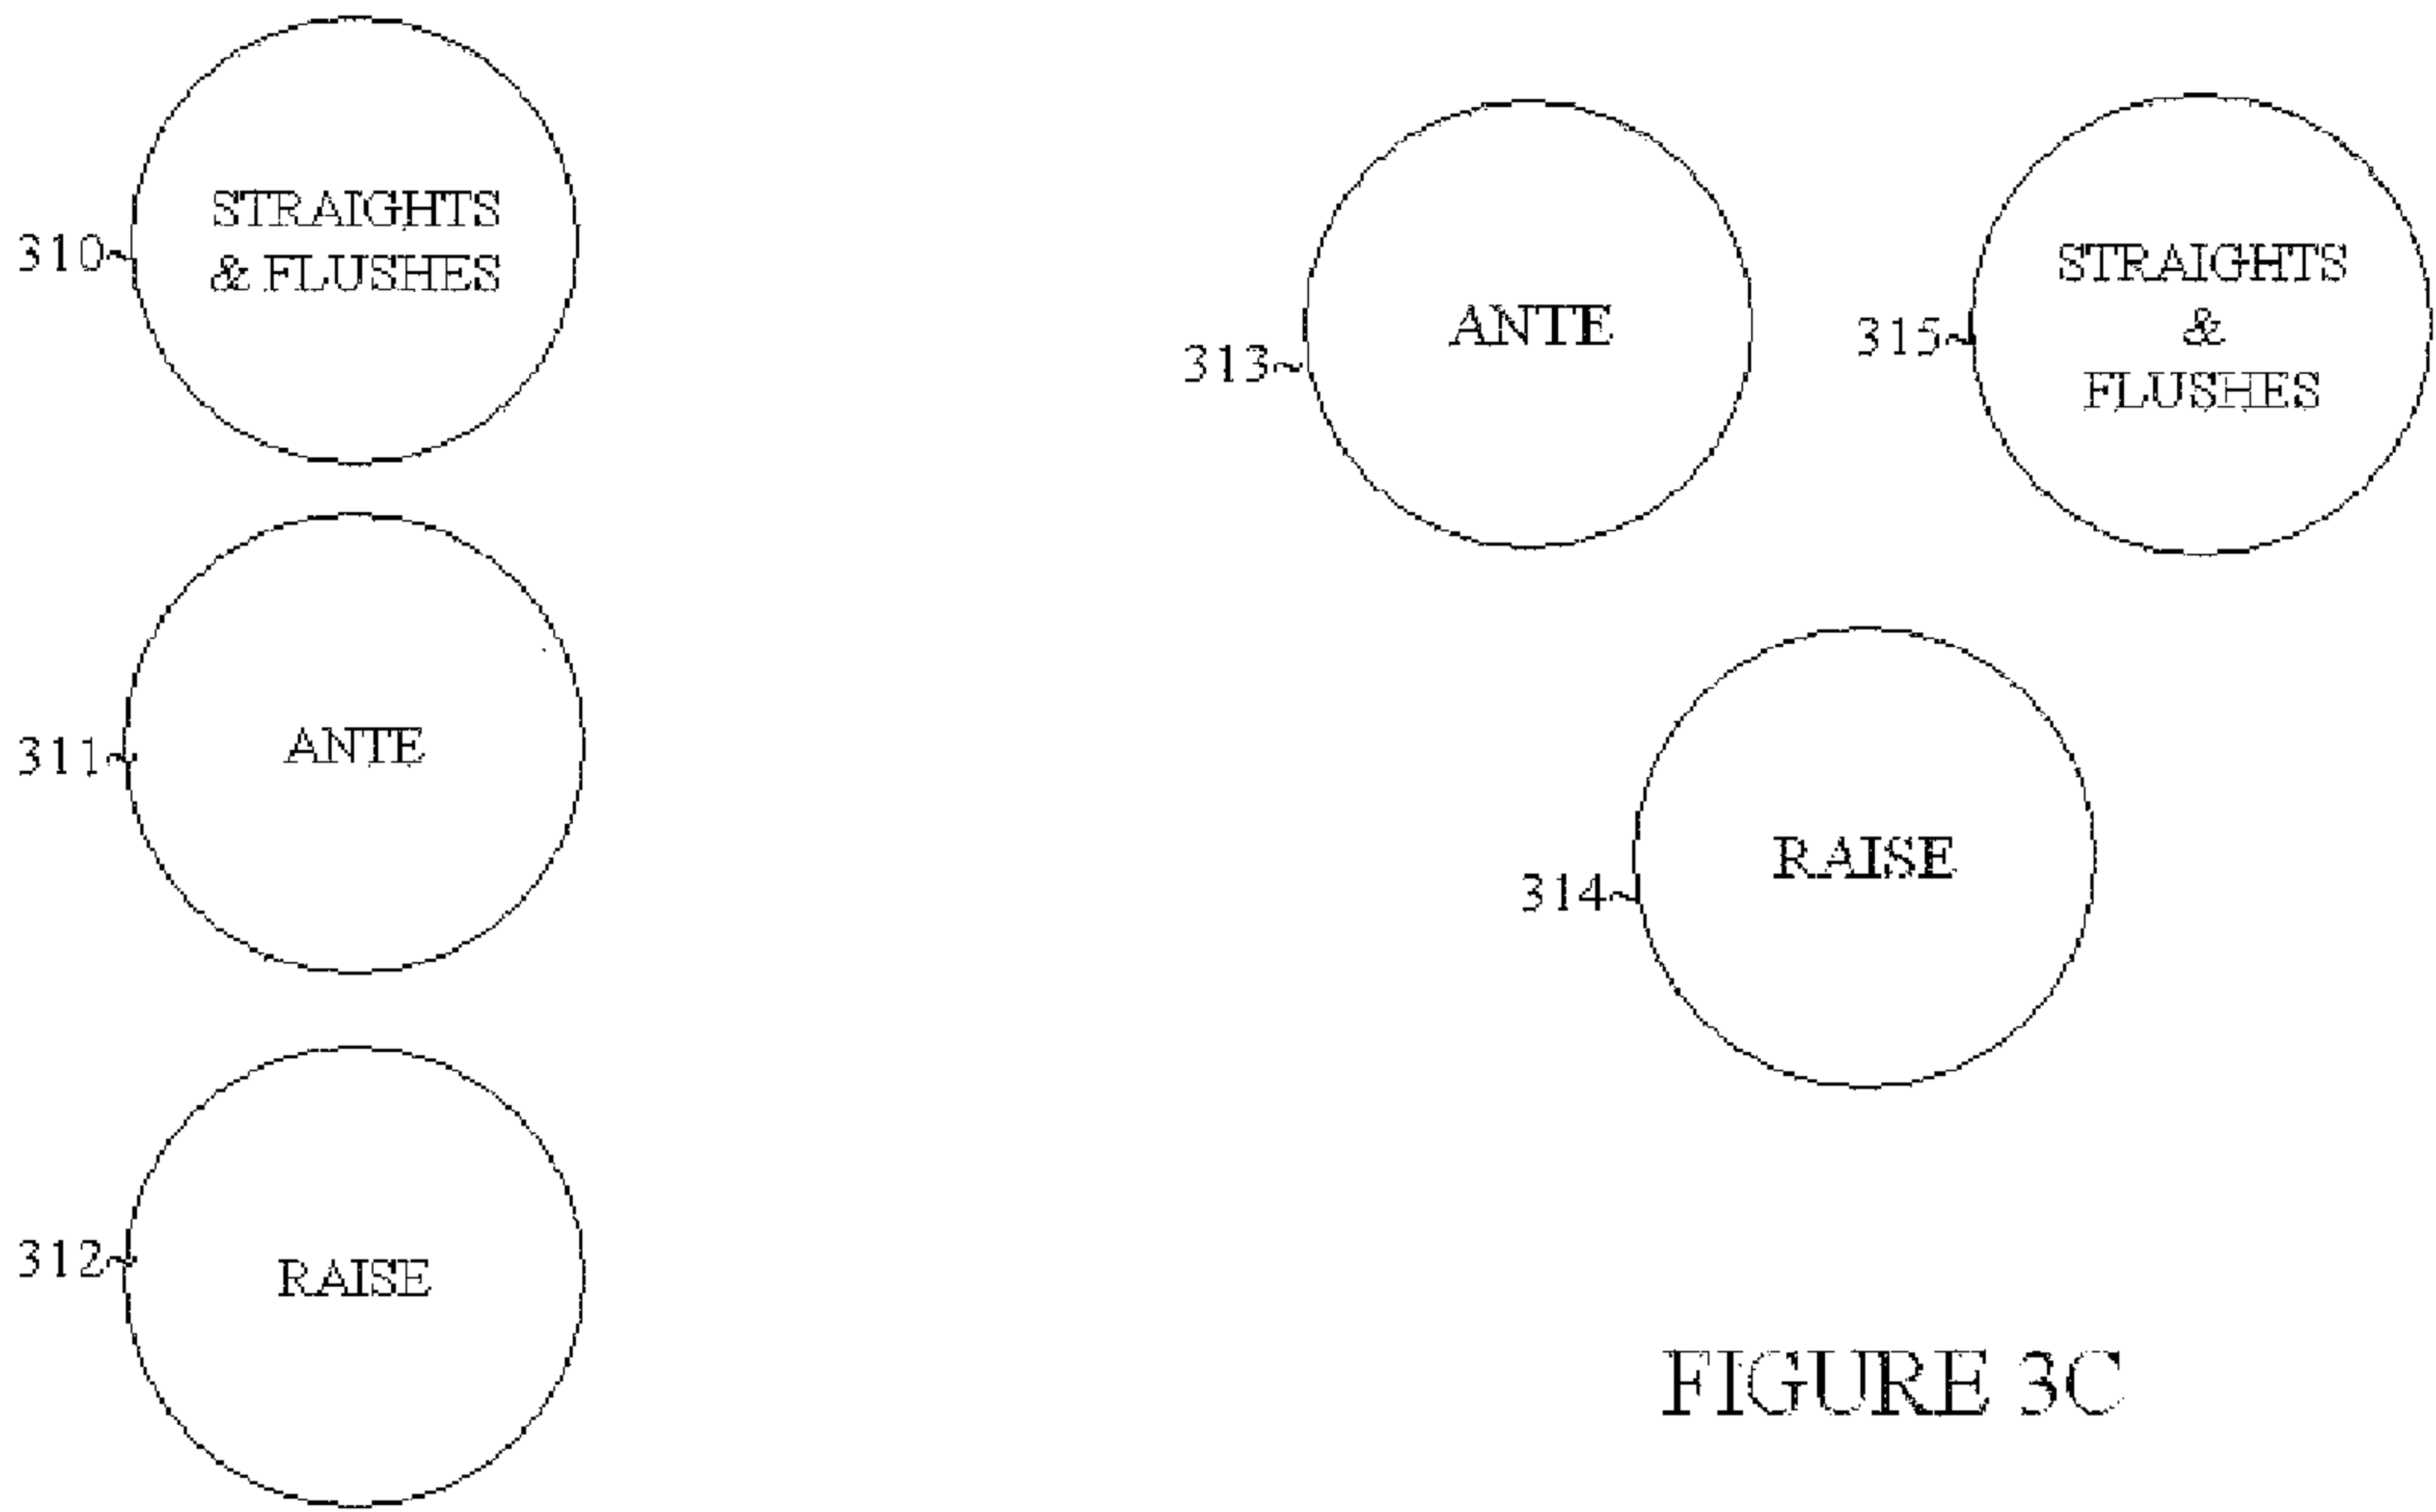 STRAIGHTS
& FLUSHES
310~
ANTE
311~
RAISE
312~
ANTE
313~
STRAIGHTS
&
FLUSHES
315~
RAISE
314~
FIGURE 3C